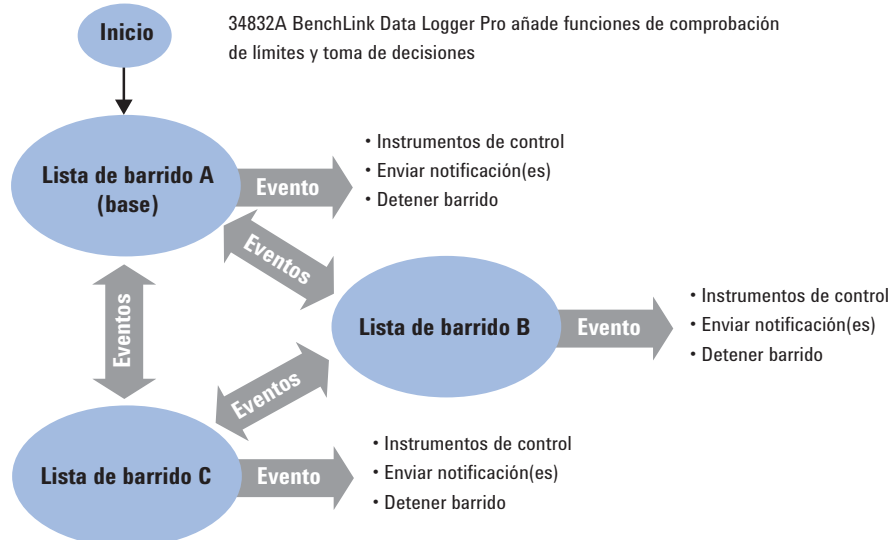 Inicio
34832A BenchLink Data Logger Pro añade funciones de comprobación
de límites y toma de decisiones
Lista de barrido A
(base)
Evento
• Instrumentos de control
• Enviar notificación(es)
• Detener barrido
Eventos
Eventos
Lista de barrido B
Evento
• Instrumentos de control
• Enviar notificación(es)
• Detener barrido
Eventos
Lista de barrido C
Evento
• Instrumentos de control
• Enviar notificación(es)
• Detener barrido